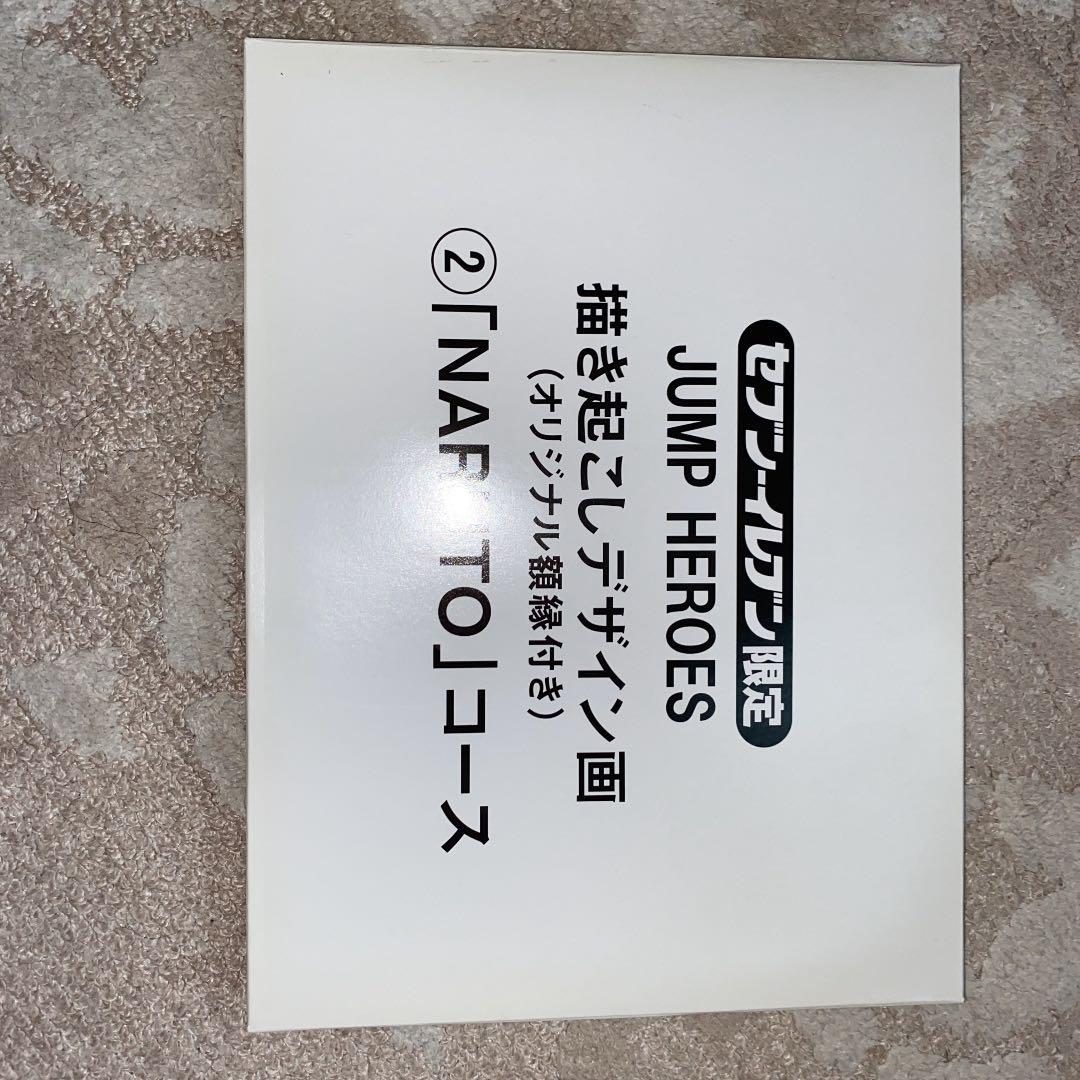 セブン-イレブン限定
JUMP HEROES
描き起こしデザイン画
(オリジナル額縁付き)
②「NARUTO」コース